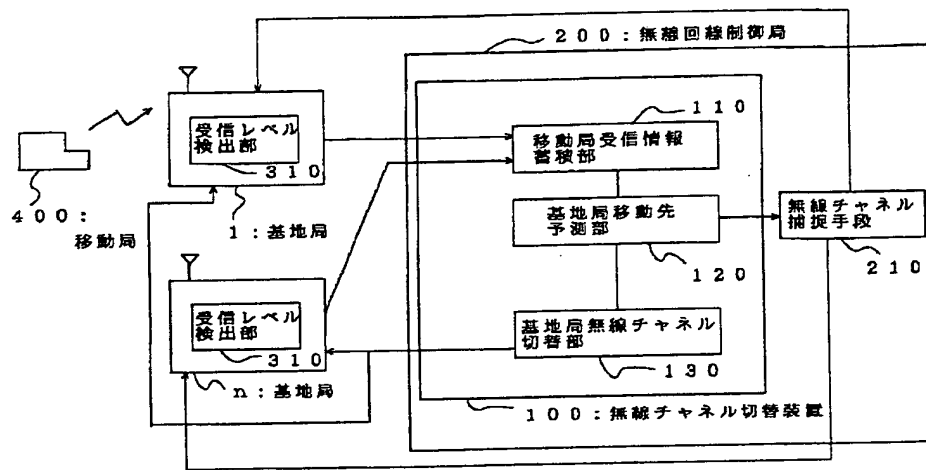 200:無線回線制御局
受信レベル
検出部
310
1:基地局
400:
移動局
110
移動局受信情報
蓄積部
基地局移動先
予測部
120
無線チャネル
捕捉手段
210
受信レベル
検出部
310
n:基地局
基地局無線チャネル
切替部
130
100:無線チャネル切替装置